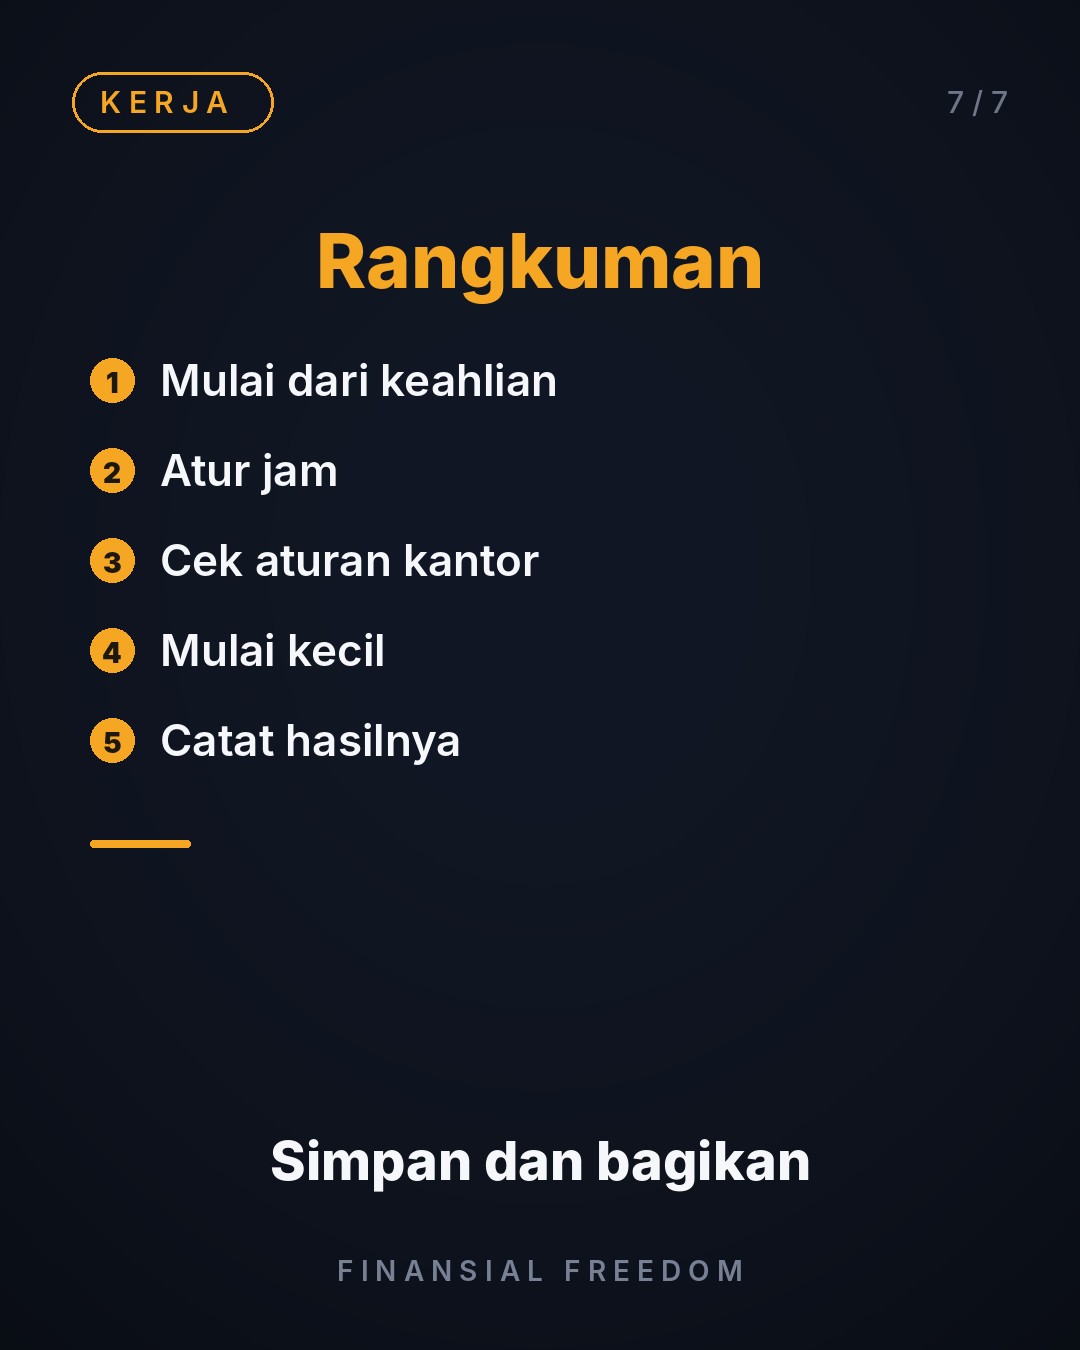 KERJA
7/7
Rangkuman
1 Mulai dari keahlian
2 Atur jam
3 Cek aturan kantor
4 Mulai kecil
5 Catat hasilnya
Simpan dan bagikan
FINANSIAL FREEDOM